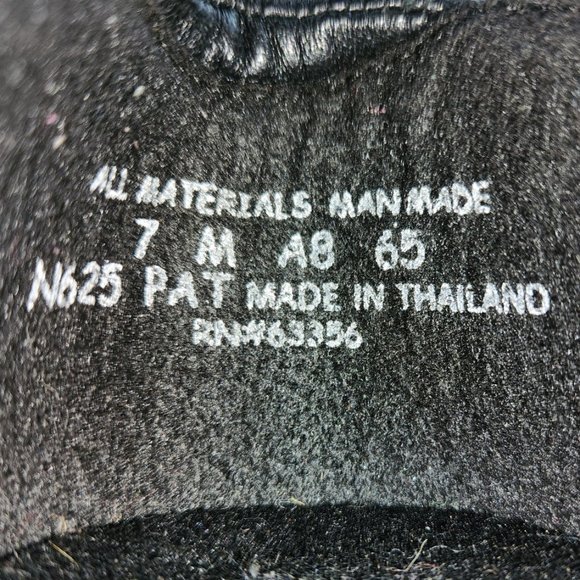 ALL MATERIALS MAN MADE
7 M A8 65
N625 PAT MADE IN THAILAND
RN#63356